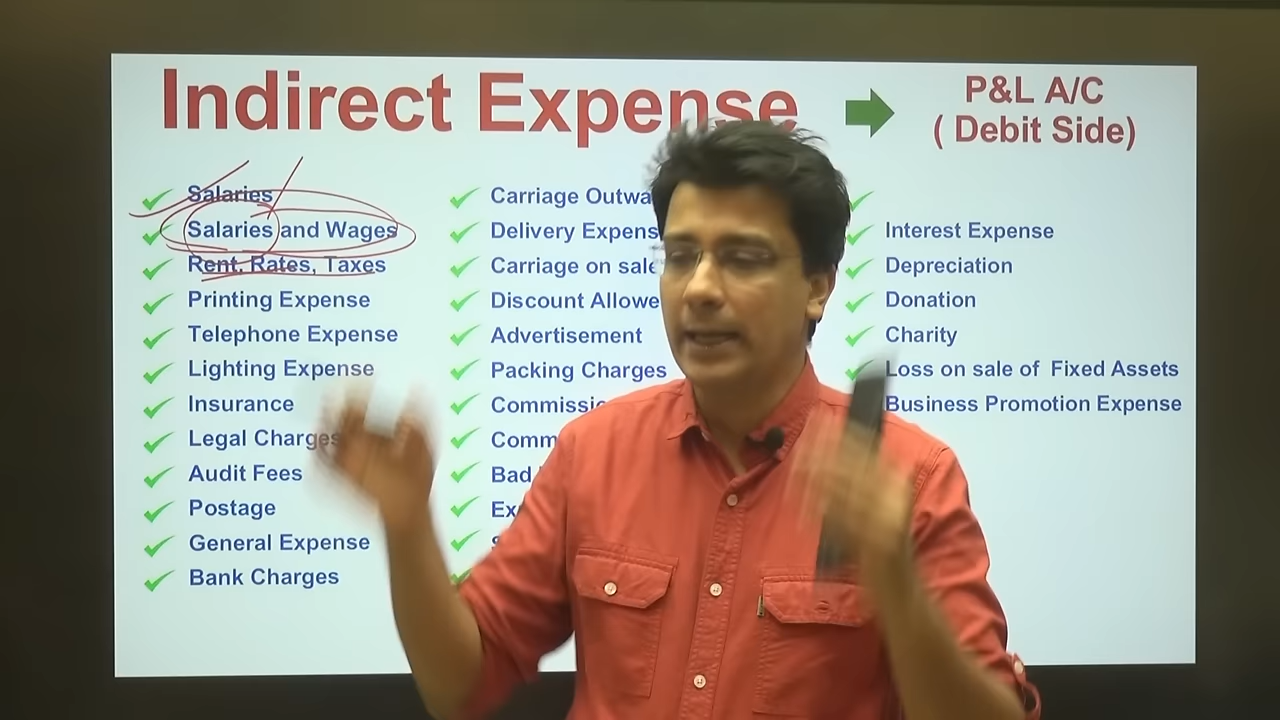 Indirect Expense
P&L A/C
( Debit Side)
Salaries
Salaries and Wages
Rent, Rates, Taxes
Printing Expense
Telephone Expense
Lighting Expense
Insurance
Legal Charges
Audit Fees
Postage
General Expense
Bank Charges
Carriage
Delivery
Carriage on sale
Discount
Advertisement
Packing Charges
Bad
Interest Expense
Depreciation
Donation
Charity
Loss on sale of Fixed Assets
Business Promotion Expense